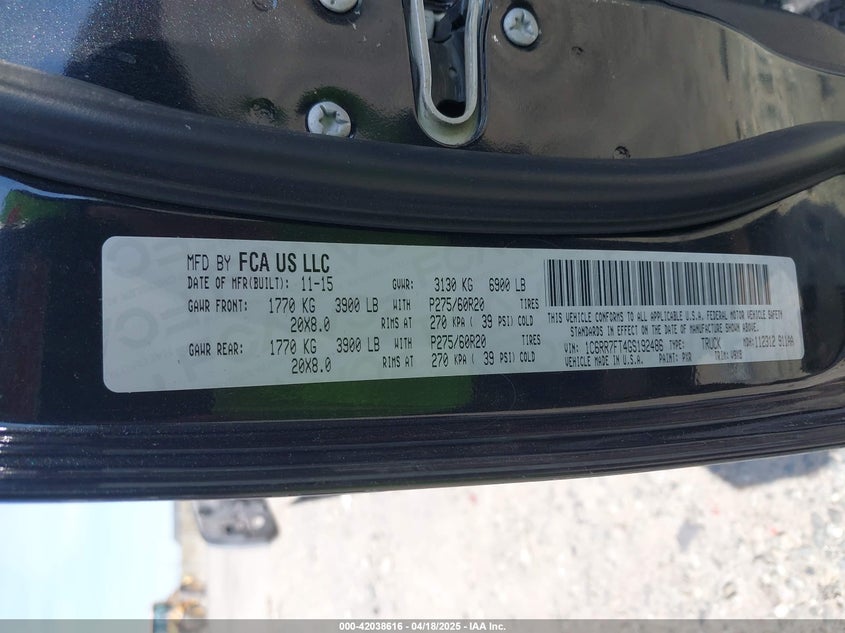 MFD BY FCA US LLC
DATE OF MFR(BUILT): 11-15 GVWR: 3130 KG 6900 LB
GAWR FRONT: 1770 KG 3900 LB WITH P275/60R20 TIRES
20X8.0 RIMS AT 270 KPA ( 39 PSI) COLD
GAWR REAR: 1770 KG 3900 LB WITH P275/60R20 TIRES
20X8.0 RIMS AT 270 KPA ( 39 PSI) COLD
THIS VEHICLE CONFORMS TO ALL APPLICABLE U.S.A. FEDERAL MOTOR VEHICLE SAFETY
STANDARDS IN EFFECT ON THE DATE OF MANUFACTURE SHOWN ABOVE.
VIN: 1C6RR7FT4GS192486 TYPE: TRUCK MDH: 112312 911AA
VEHICLE MADE IN U.S.A. PAINT: PXR TRIM:
000-42038616 - 04/18/2025 - IAA Inc.